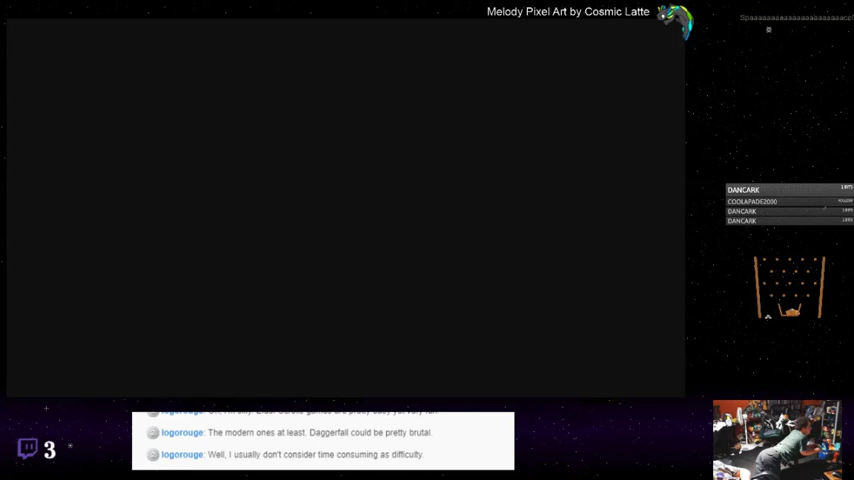 Melody Pixel Art by Cosmic Latte
Spaaaaaaaaaaaaaaaaaaaace!
DANCARK
COOLAPADE2000
DANCARK
DANCARK
logorouge: The modern ones at least. Daggerfall could be pretty brutal.
logorouge: Well, I usually don't consider time consuming as difficulty.
3